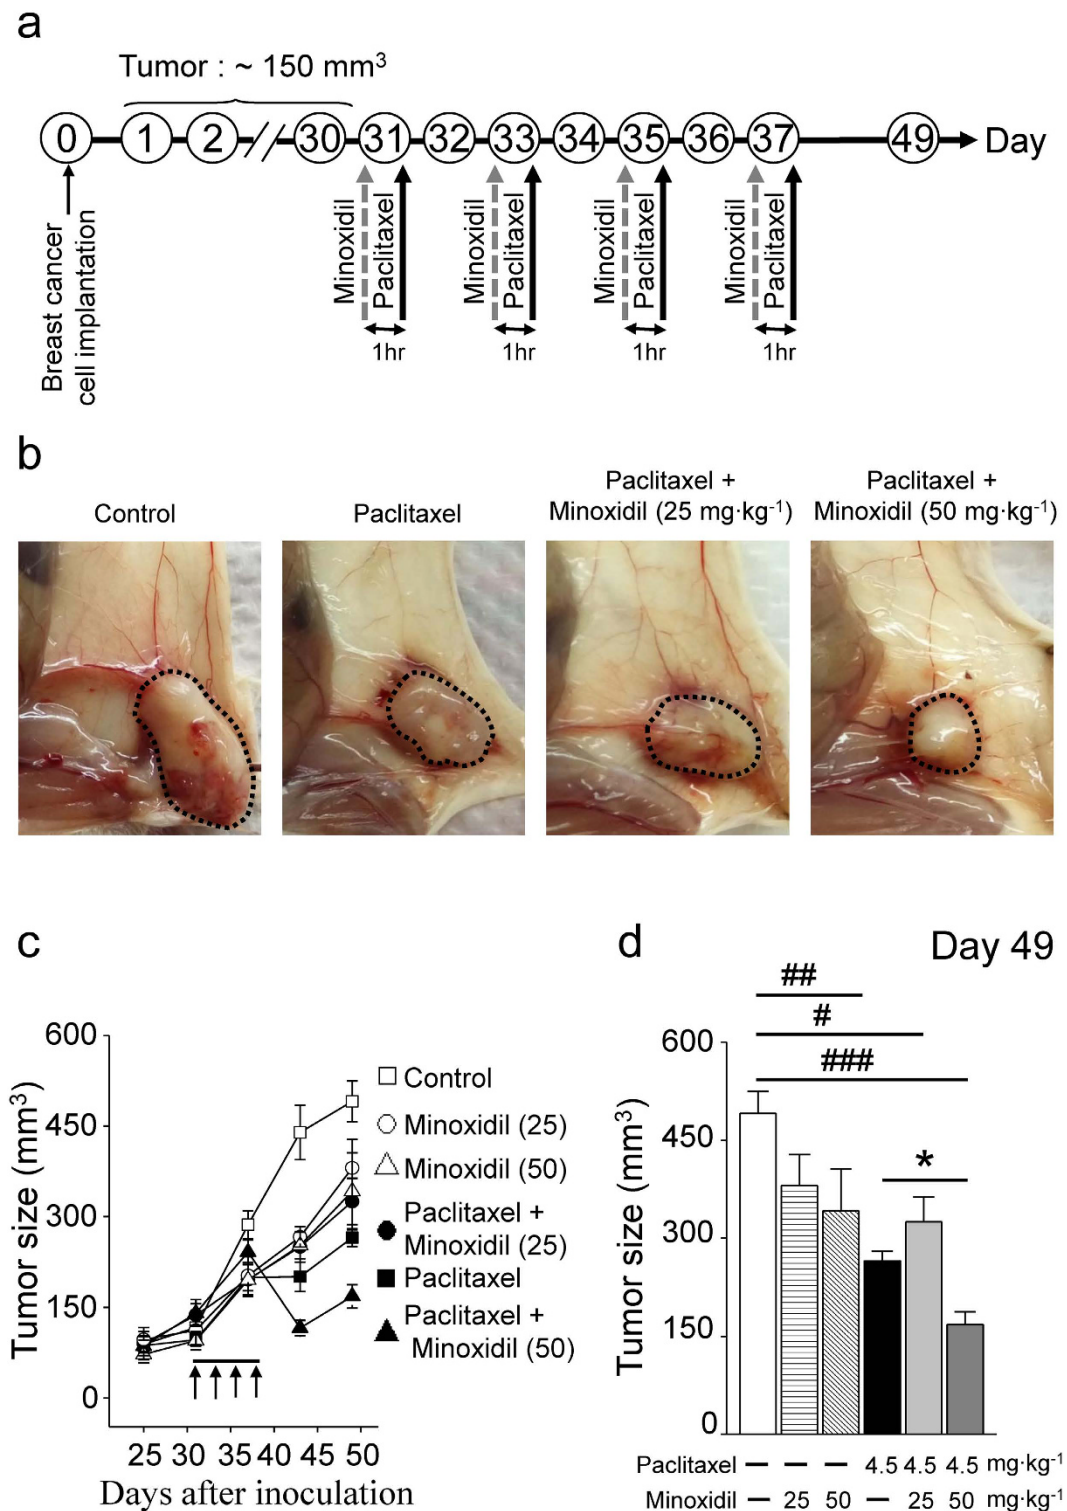 a
Tumor : ~ 150 mm³
0 1 2 30 31 32 33 34 35 36 37 49 Day
Breast cancer
cell implantation
Minoxidil
Paclitaxel
1hr
Minoxidil
Paclitaxel
1hr
Minoxidil
Paclitaxel
1hr
Minoxidil
Paclitaxel
1hr
b
Control
Paclitaxel
Paclitaxel +
Minoxidil (25 mg·kg⁻¹)
Paclitaxel +
Minoxidil (50 mg·kg⁻¹)
c
Tumor size (mm³)
600
450
300
150
0
25 30 35 40 45 50
Days after inoculation
Control
Minoxidil (25)
Minoxidil (50)
Paclitaxel +
Minoxidil (25)
Paclitaxel
Paclitaxel +
Minoxidil (50)
d
Day 49
##
#
###
*
Tumor size (mm³)
600
450
300
150
0
Paclitaxel – – – 4.5 4.5 4.5 mg·kg⁻¹
Minoxidil – 25 50 – 25 50 mg·kg⁻¹